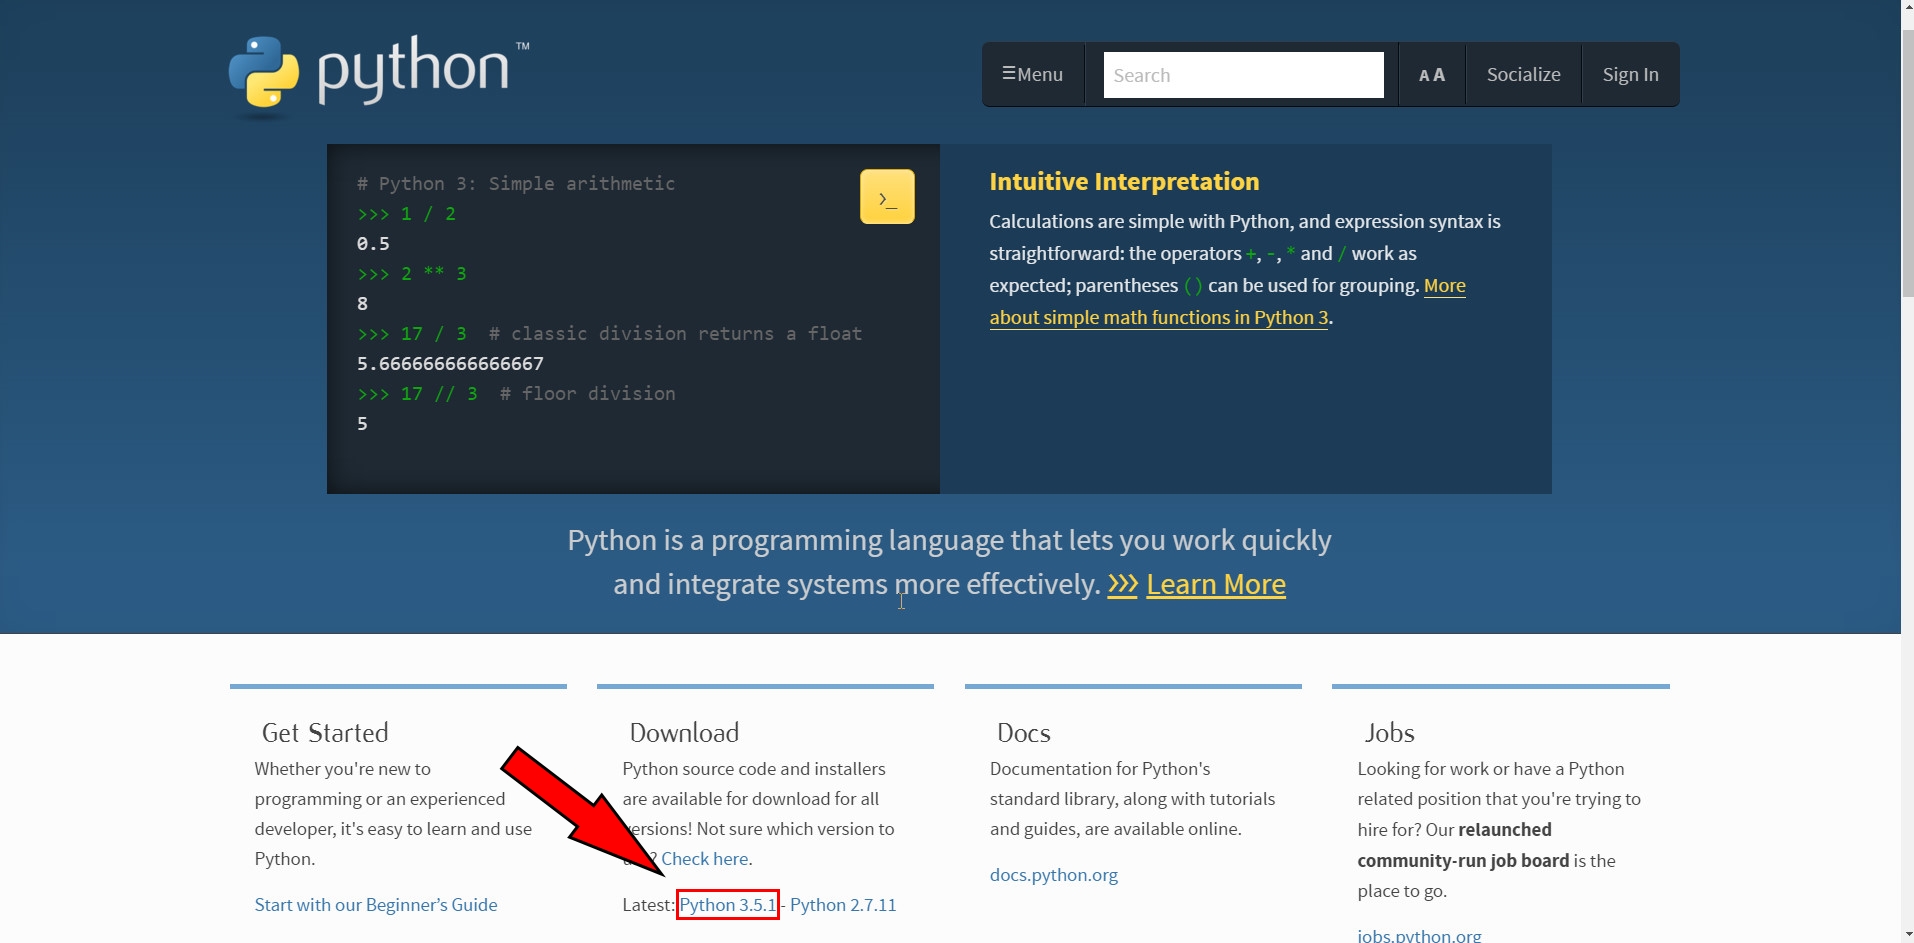 python™
☰Menu
Search
A A
Socialize
Sign In
# Python 3: Simple arithmetic
>>> 1 / 2
0.5
>>> 2 ** 3
8
>>> 17 / 3  # classic division returns a float
5.666666666666667
>>> 17 // 3  # floor division
5
>_
Intuitive Interpretation
Calculations are simple with Python, and expression syntax is
straightforward: the operators +, -, * and / work as
expected; parentheses () can be used for grouping. More
about simple math functions in Python 3.
Python is a programming language that lets you work quickly
and integrate systems more effectively. >>> Learn More
Get Started
Whether you're new to
programming or an experienced
developer, it's easy to learn and use
Python.
Start with our Beginner’s Guide
Download
Python source code and installers
are available for download for all
versions! Not sure which version to
? Check here.
Latest: Python 3.5.1 - Python 2.7.11
Docs
Documentation for Python's
standard library, along with tutorials
and guides, are available online.
docs.python.org
Jobs
Looking for work or have a Python
related position that you're trying to
hire for? Our relaunched
community-run job board is the
place to go.
jobs.python.org